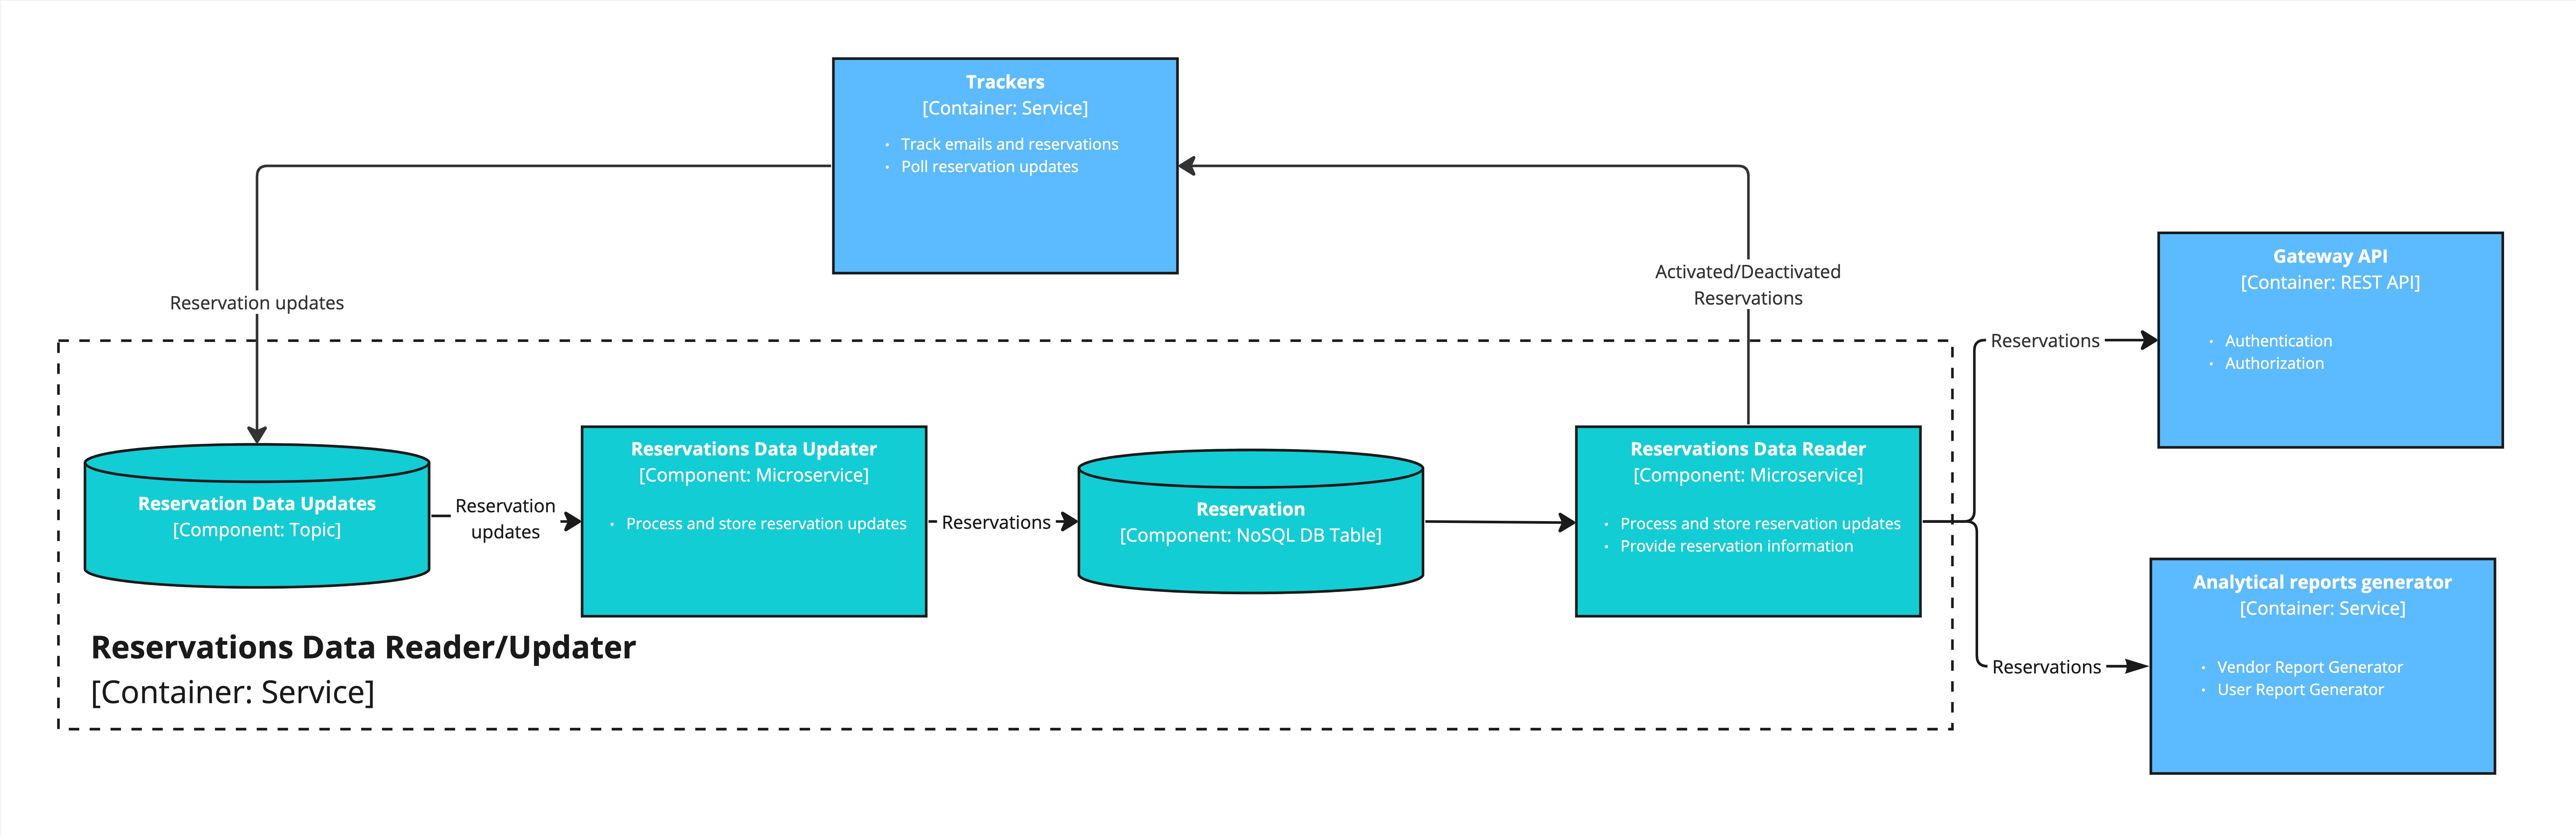 Trackers
[Container: Service]
• Track emails and reservations
• Poll reservation updates
Reservation updates
Activated/Deactivated
Reservations
Gateway API
[Container: REST API]
• Authentication
• Authorization
Reservations
Reservation Data Updates
[Component: Topic]
Reservation
updates
Reservations Data Updater
[Component: Microservice]
• Process and store reservation updates
Reservations
Reservation
[Component: NoSQL DB Table]
Reservations Data Reader
[Component: Microservice]
• Process and store reservation updates
• Provide reservation information
Reservations
Analytical reports generator
[Container: Service]
• Vendor Report Generator
• User Report Generator
Reservations Data Reader/Updater
[Container: Service]